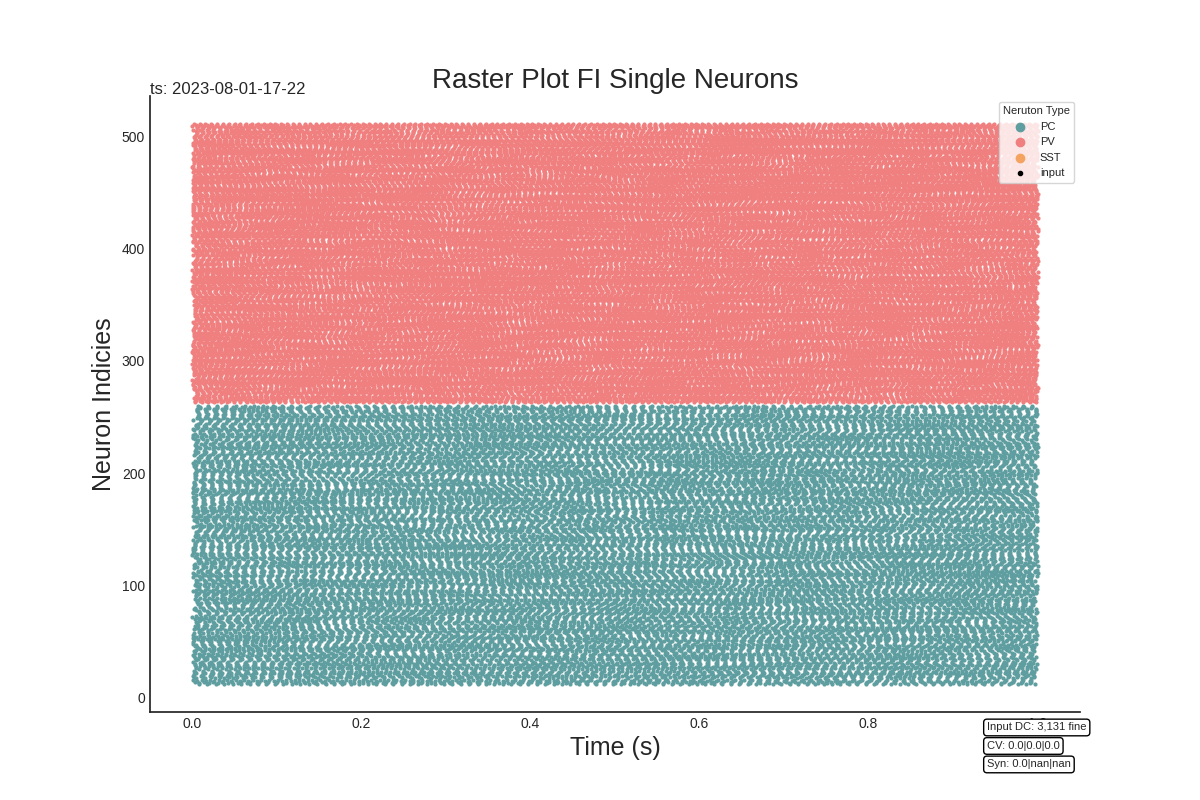 Raster Plot FI Single Neurons
ts: 2023-08-01-17-22
Neruton Type
PC
PV
SST
input
Neuron Indicies
500
400
300
200
100
0
0.0 0.2 0.4 0.6 0.8
Time (s)
Input DC: 3,131 fine
CV: 0.0|0.0|0.0
Syn: 0.0|nan|nan